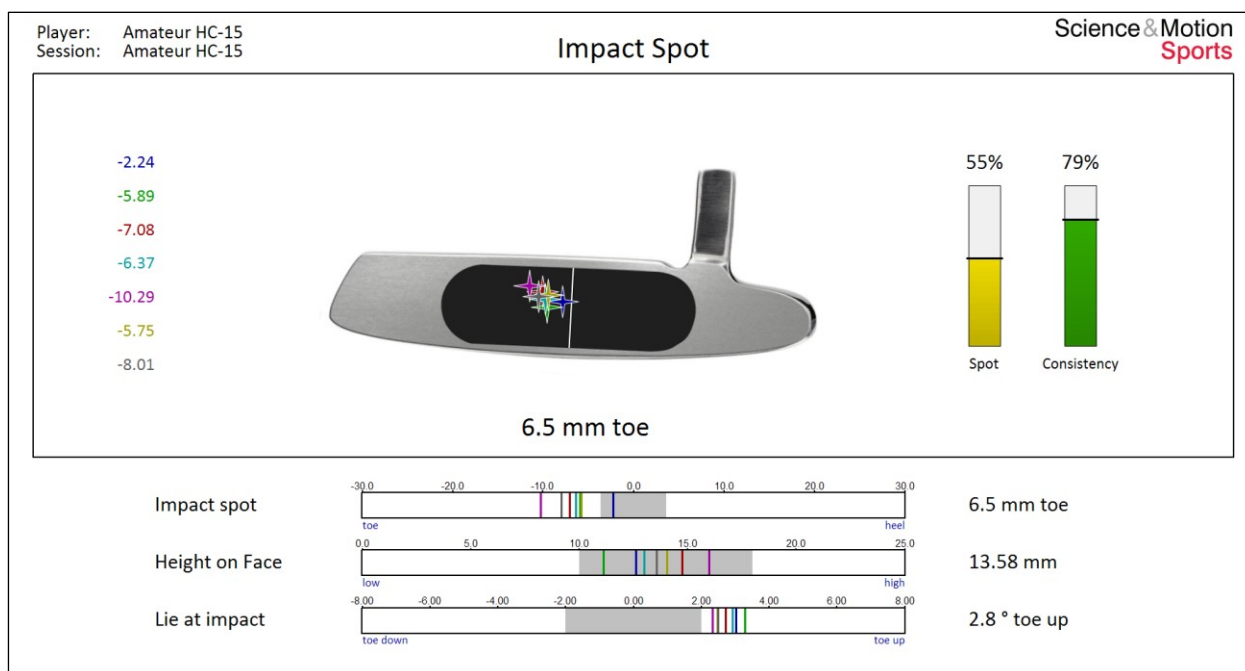 Player: Amateur HC-15
Session: Amateur HC-15
Impact Spot
Science&Motion
Sports
-2.24
-5.89
-7.08
-6.37
-10.29
-5.75
-8.01
55% 79%
Spot Consistency
6.5 mm toe
-30.0 -20.0 -10.0 0.0 10.0 20.0 30.0
Impact spot 6.5 mm toe
toe heel
0.0 5.0 10.0 15.0 20.0 25.0
Height on Face 13.58 mm
low high
-8.00 -6.00 -4.00 -2.00 0.00 2.00 4.00 6.00 8.00
Lie at impact 2.8 ° toe up
toe down toe up